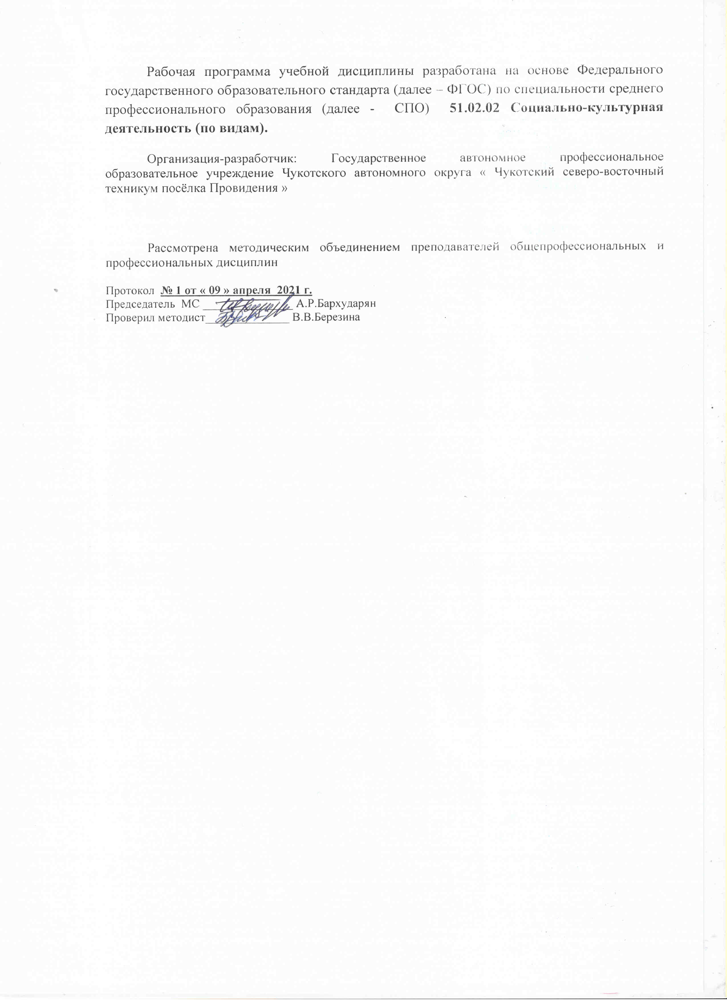 Рабочая программа учебной дисциплины разработана на основе Федерального
государственного образовательного стандарта (далее – ФГОС) по специальности среднего
профессионального образования (далее - СПО) 51.02.02 Социально-культурная
деятельность (по видам).
Организация-разработчик: Государственное автономное профессиональное
образовательное учреждение Чукотского автономного округа « Чукотский северо-восточный
техникум посёлка Провидения »
Рассмотрена методическим объединением преподавателей общепрофессиональных и
профессиональных дисциплин
Протокол № 1 от « 09 » апреля 2021 г.
Председатель МС А.Р.Бархударян
Проверил методист В.В.Березина